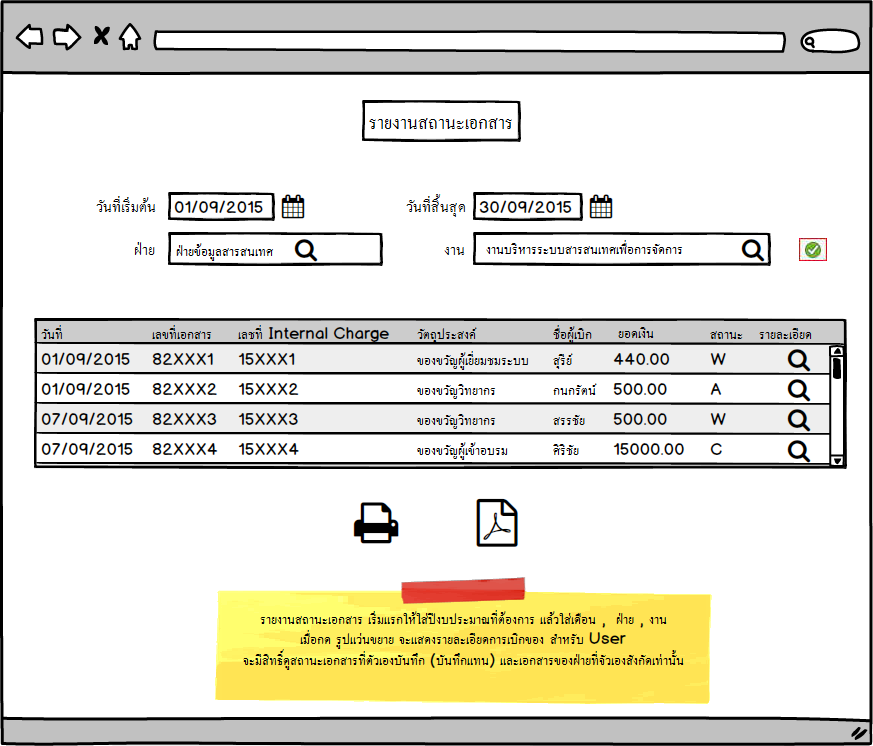 รายงานสถานะเอกสาร
วันที่เริ่มต้น 01/09/2015 วันที่สิ้นสุด 30/09/2015
ฝ่าย ฝ่ายข้อมูลสารสนเทศ งาน งานบริหารระบบสารสนเทศเพื่อการจัดการ
วันที่ เลขที่เอกสาร เลขที่ Internal Charge วัตถุประสงค์ ชื่อผู้เบิก ยอดเงิน สถานะ รายละเอียด
01/09/2015 82XXX1 15XXX1 ของขวัญผู้เยี่ยมชมระบบ สุริย์ 440.00 W
01/09/2015 82XXX2 15XXX2 ของขวัญวิทยากร กนกรัตน์ 500.00 A
07/09/2015 82XXX3 15XXX3 ของขวัญวิทยากร สรรชัย 500.00 W
07/09/2015 82XXX4 15XXX4 ของขวัญผู้เข้าอบรม ศิริชัย 15000.00 C
รายงานสถานะเอกสาร เริ่มแรกให้ใส่ปีงบประมาณที่ต้องการ แล้วใส่เดือน , ฝ่าย , งาน
เมื่อกด รูปแว่นขยาย จะแสดงรายละเอียดการเบิกของ สำหรับ User
จะมีสิทธิ์ดูสถานะเอกสารที่ตัวเองบันทึก (บันทึกแทน) และเอกสารของฝ่ายที่จัวเองสังกัดเท่านั้น